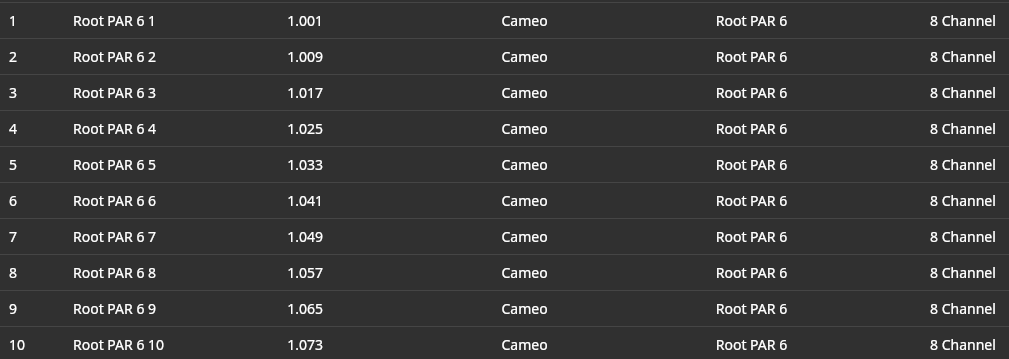 1 Root PAR 6 1 1.001 Cameo Root PAR 6 8 Channel
2 Root PAR 6 2 1.009 Cameo Root PAR 6 8 Channel
3 Root PAR 6 3 1.017 Cameo Root PAR 6 8 Channel
4 Root PAR 6 4 1.025 Cameo Root PAR 6 8 Channel
5 Root PAR 6 5 1.033 Cameo Root PAR 6 8 Channel
6 Root PAR 6 6 1.041 Cameo Root PAR 6 8 Channel
7 Root PAR 6 7 1.049 Cameo Root PAR 6 8 Channel
8 Root PAR 6 8 1.057 Cameo Root PAR 6 8 Channel
9 Root PAR 6 9 1.065 Cameo Root PAR 6 8 Channel
10 Root PAR 6 10 1.073 Cameo Root PAR 6 8 Channel